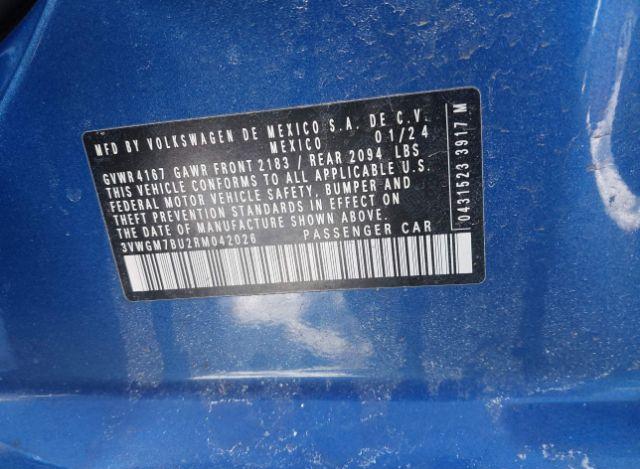 MFD BY VOLKSWAGEN DE MEXICO S.A. DE C.V.
MEXICO 01/24
GVWR4167 GAWR FRONT 2183 / REAR 2094 LBS
THIS VEHICLE CONFORMS TO ALL APPLICABLE U.S.
FEDERAL MOTOR VEHICLE SAFETY, BUMPER AND
THEFT PREVENTION STANDARDS IN EFFECT ON
THE DATE OF MANUFACTURE SHOWN ABOVE.
3VWGM7BU2RM042026 PASSENGER CAR
0431523 3917 M